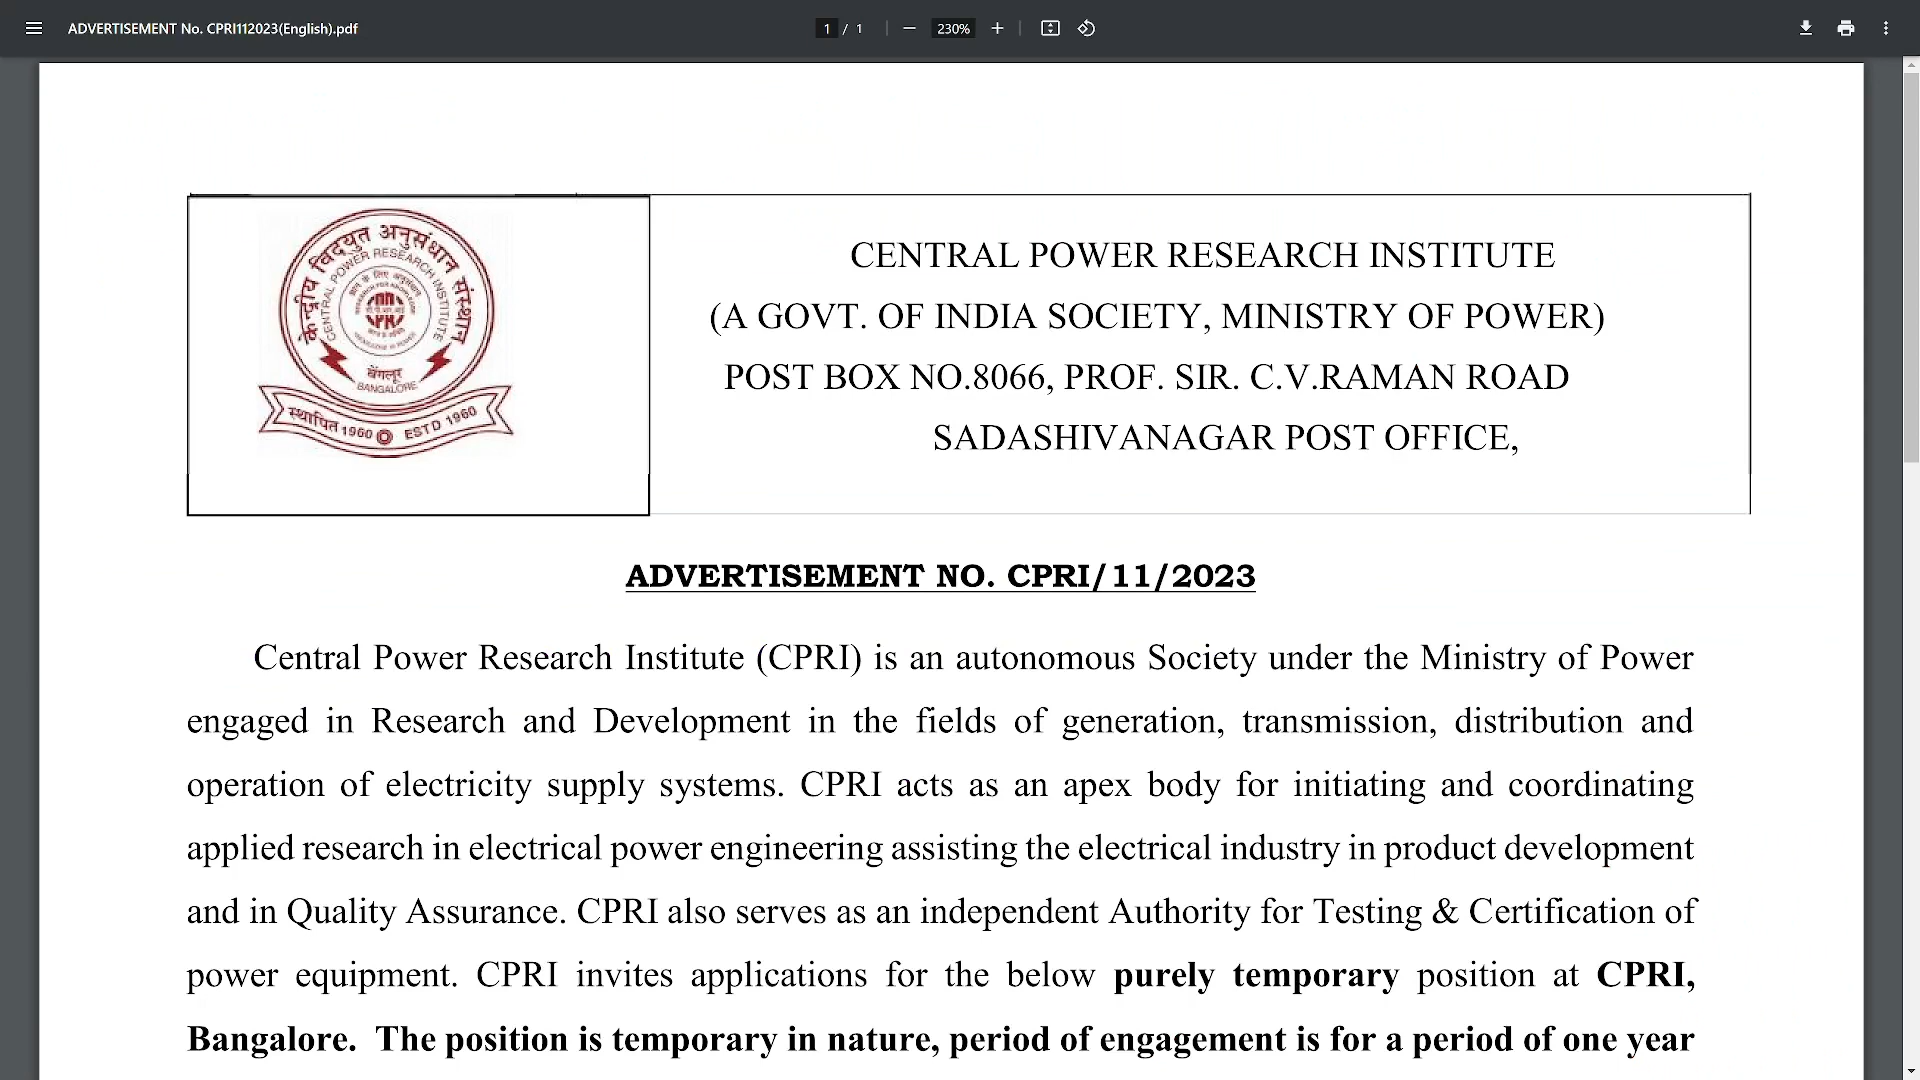 ADVERTISEMENT No. CPRI112023(English).pdf
1 / 1
230%
केन्द्रीय विद्युत अनुसंधान संस्थान
CENTRAL POWER RESEARCH INSTITUTE
बेंगलूर
BANGALORE
स्थापित 1960 ESTD 1960
CENTRAL POWER RESEARCH INSTITUTE
(A GOVT. OF INDIA SOCIETY, MINISTRY OF POWER)
POST BOX NO.8066, PROF. SIR. C.V.RAMAN ROAD
SADASHIVANAGAR POST OFFICE,
ADVERTISEMENT NO. CPRI/11/2023
Central Power Research Institute (CPRI) is an autonomous Society under the Ministry of Power
engaged in Research and Development in the fields of generation, transmission, distribution and
operation of electricity supply systems. CPRI acts as an apex body for initiating and coordinating
applied research in electrical power engineering assisting the electrical industry in product development
and in Quality Assurance. CPRI also serves as an independent Authority for Testing & Certification of
power equipment. CPRI invites applications for the below purely temporary position at CPRI,
Bangalore. The position is temporary in nature, period of engagement is for a period of one year